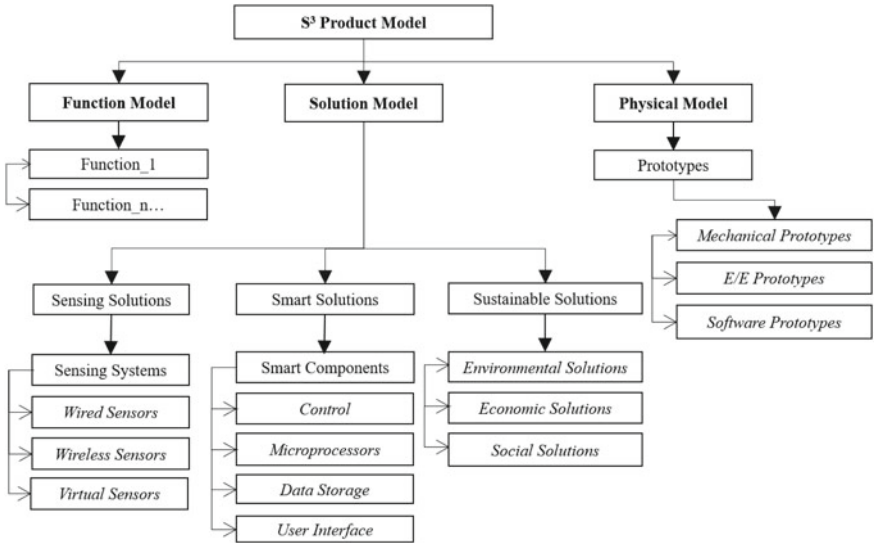 S³ Product Model
Function Model
Solution Model
Physical Model
Function_1
Function_n…
Prototypes
Mechanical Prototypes
E/E Prototypes
Software Prototypes
Sensing Solutions
Smart Solutions
Sustainable Solutions
Sensing Systems
Wired Sensors
Wireless Sensors
Virtual Sensors
Smart Components
Control
Microprocessors
Data Storage
User Interface
Environmental Solutions
Economic Solutions
Social Solutions